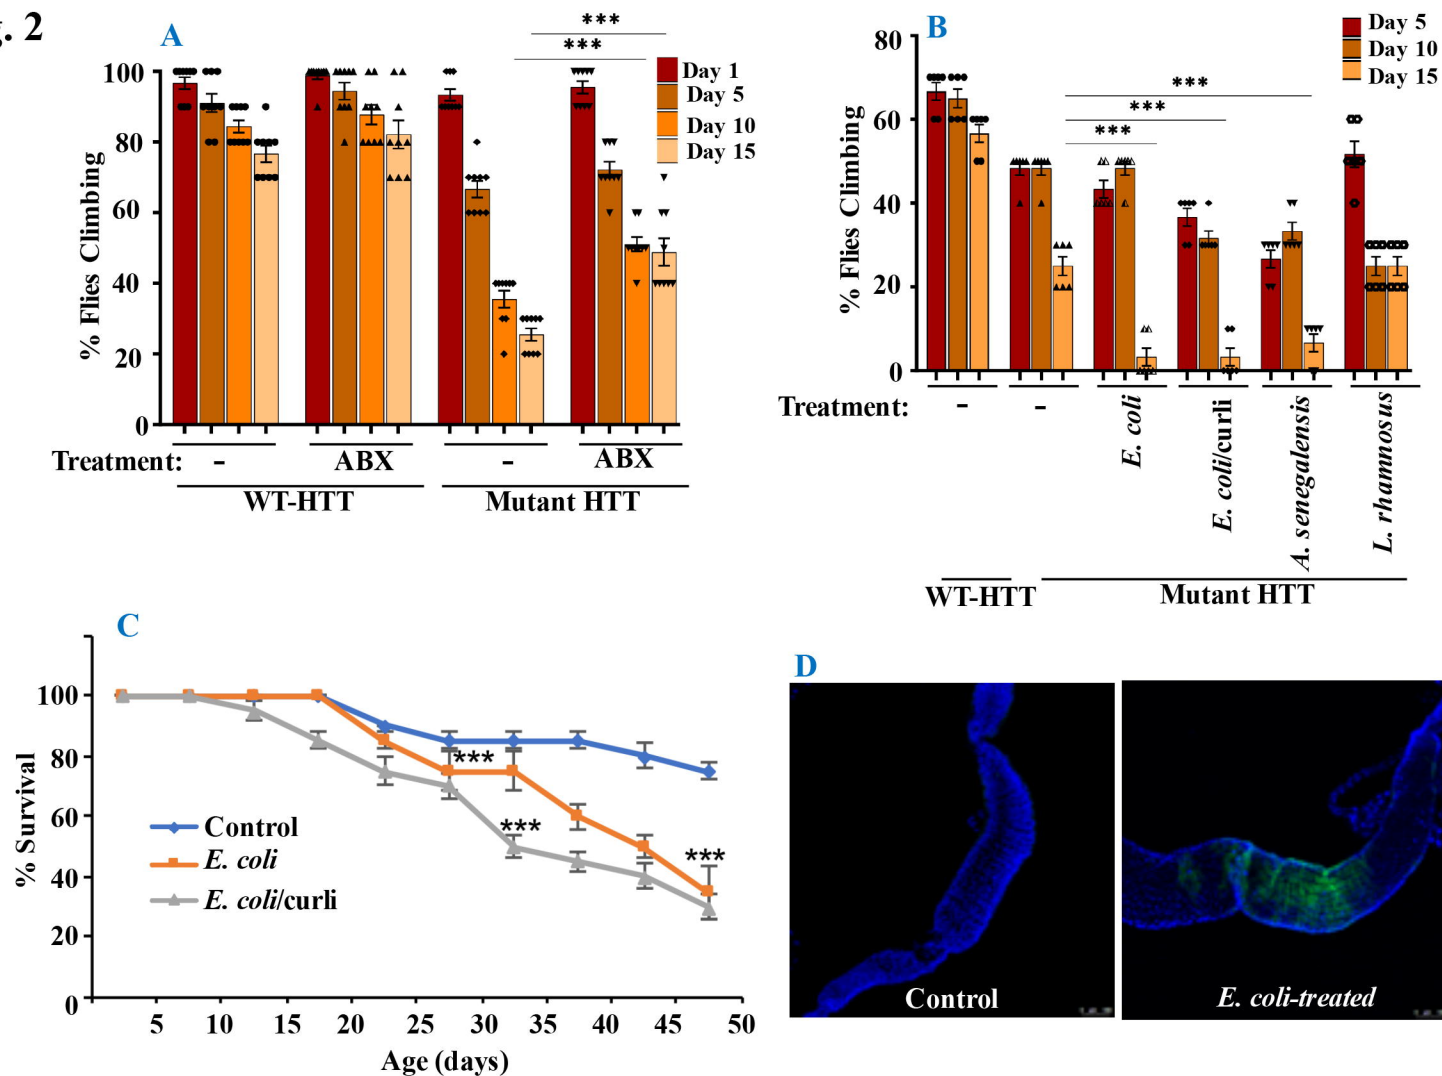 . 2
A
***
***
100
80
60
40
20
0
% Flies Climbing
Day 1
Day 5
Day 10
Day 15
Treatment:
-
ABX
-
ABX
WT-HTT
Mutant HTT
B
80
60
40
20
0
% Flies Climbing
Day 5
Day 10
Day 15
***
***
***
Treatment:
-
-
E. coli
E. coli/curli
A. senegalensis
L. rhamnosus
WT-HTT
Mutant HTT
C
100
80
60
40
20
0
% Survival
***
***
***
Control
E. coli
E. coli/curli
5 10 15 20 25 30 35 40 45 50
Age (days)
D
Control
E. coli-treated